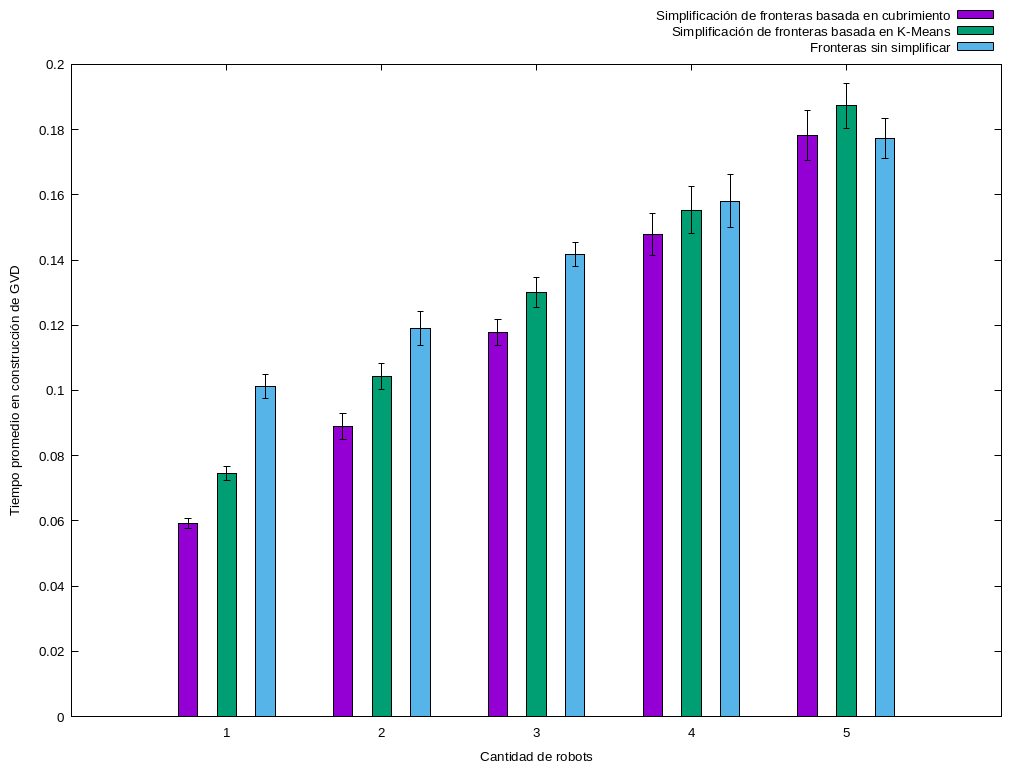 Simplificación de fronteras basada en cubrimiento
Simplificación de fronteras basada en K-Means
Fronteras sin simplificar
0.2
0.18
0.16
0.14
0.12
0.1
0.08
0.06
0.04
0.02
0
Tiempo promedio en construcción de GVD
1 2 3 4 5
Cantidad de robots